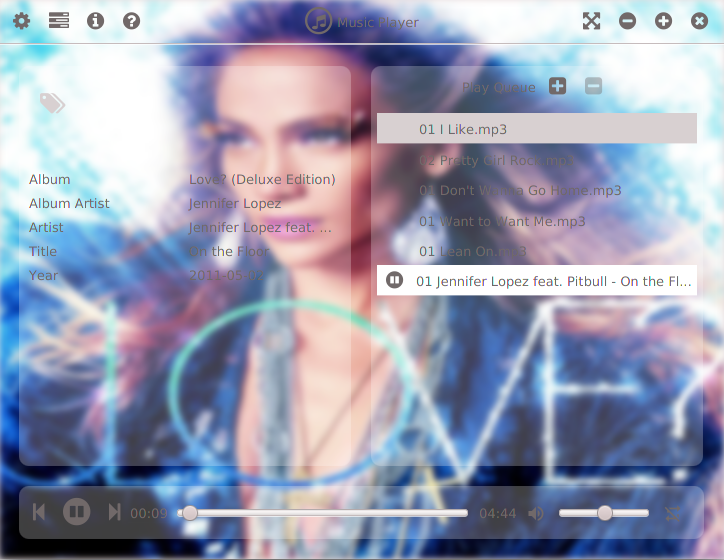 Music Player
Play Queue
01 I Like.mp3
02 Pretty Girl Rock.mp3
01 Don't Wanna Go Home.mp3
01 Want to Want Me.mp3
01 Lean On.mp3
01 Jennifer Lopez feat. Pitbull - On the Fl...
Album Love? (Deluxe Edition)
Album Artist Jennifer Lopez
Artist Jennifer Lopez feat. ...
Title On the Floor
Year
LOVE?
00:09 04:44